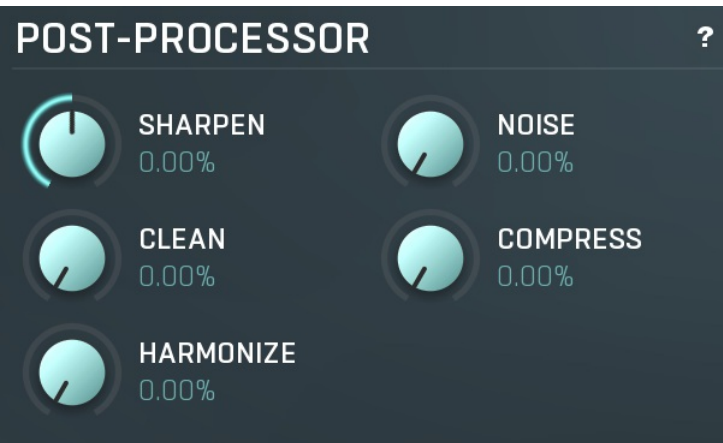 POST-PROCESSOR ?
SHARPEN
0.00%
NOISE
0.00%
CLEAN
0.00%
COMPRESS
0.00%
HARMONIZE
0.00%